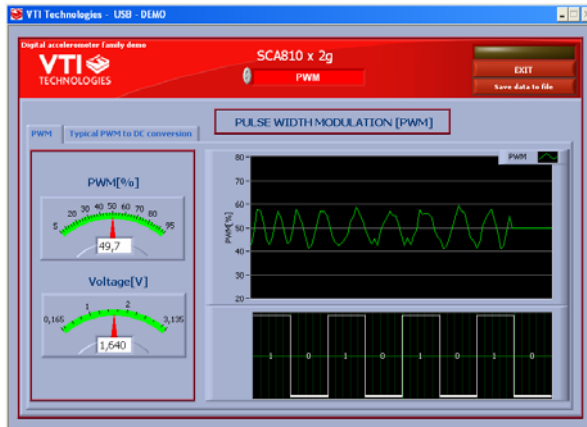 VTI Technologies - USB - DEMO
Digital accelerometer family demo
VTI
TECHNOLOGIES
SCA810 x 2g
PWM
EXIT
Save data to file
PWM
Typical PWM to DC conversion
PULSE WIDTH MODULATION [PWM]
PWM[%]
5 20 30 40 50 60 70 80 95
49,7
Voltage[V]
0,165 1 2 3,135
1,640
PWM
PWM[%]
80
70
60
50
40
30
20
1 0 1 0 1 0 1 0